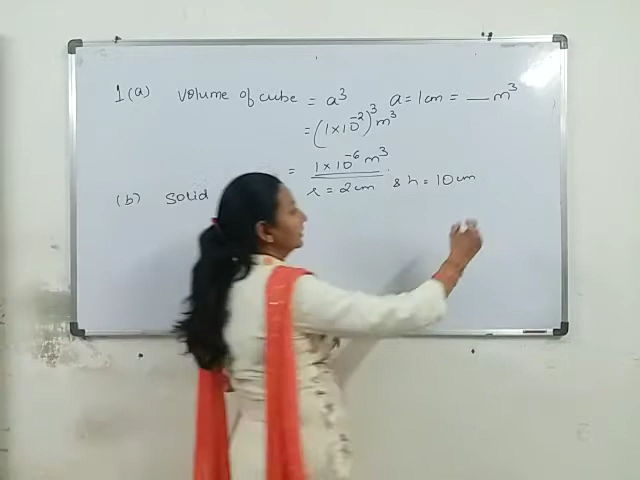 1(a) Volume of cube = a³ a = 1cm = __ m³
= (1×10⁻²)³ m³
= 1×10⁻⁶ m³
(b) Solid r = 2cm & h = 10cm